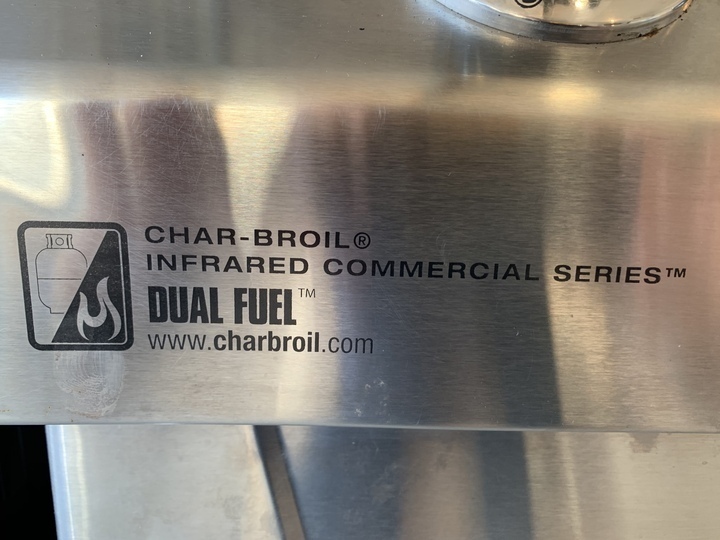 CHAR-BROIL®
INFRARED COMMERCIAL SERIES™
DUAL FUEL™
www.charbroil.com